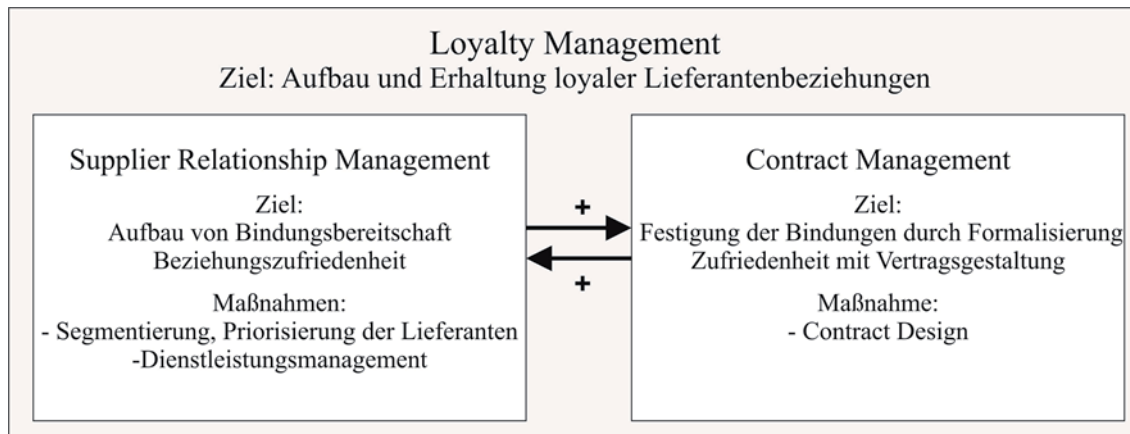 Loyalty Management
Ziel: Aufbau und Erhaltung loyaler Lieferantenbeziehungen
Supplier Relationship Management
Ziel:
Aufbau von Bindungsbereitschaft
Beziehungszufriedenheit
Maßnahmen:
- Segmentierung, Priorisierung der Lieferanten
-Dienstleistungsmanagement
+
+
Contract Management
Ziel:
Festigung der Bindungen durch Formalisierung
Zufriedenheit mit Vertragsgestaltung
Maßnahme:
- Contract Design